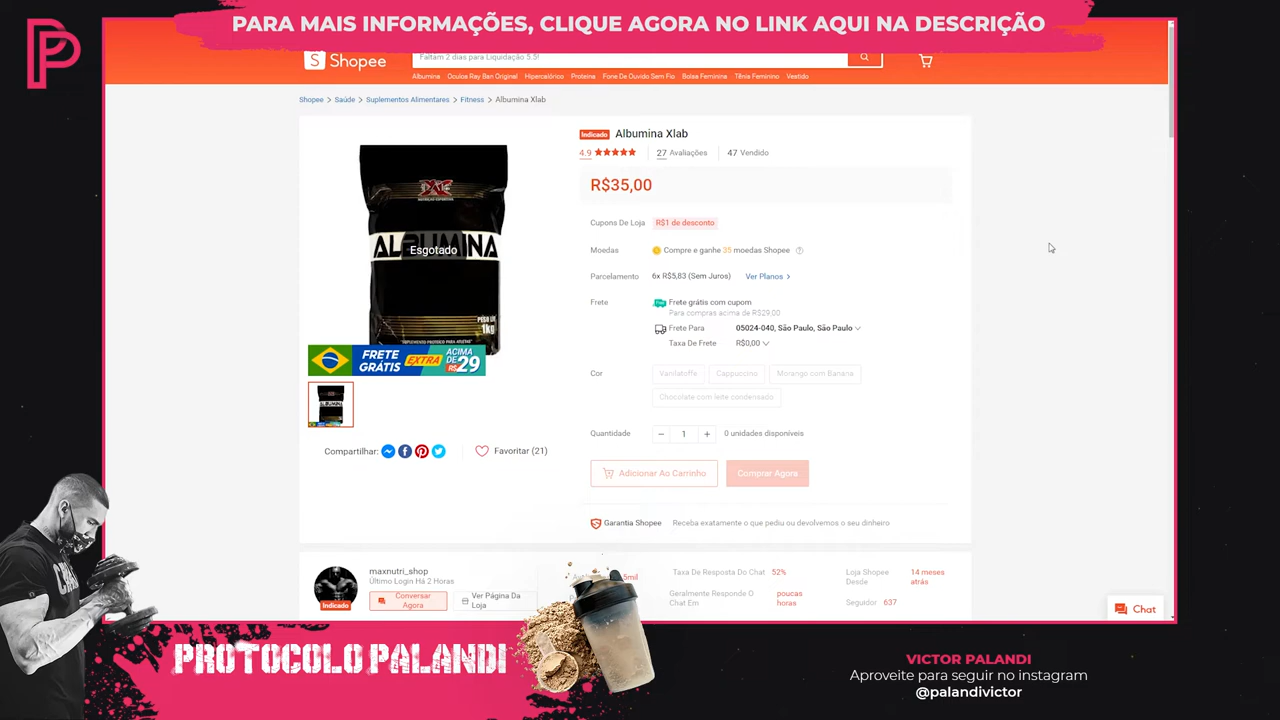 PARA MAIS INFORMAÇÕES, CLIQUE AGORA NO LINK AQUI NA DESCRIÇÃO
Shopee
Faltam 2 dias para Liquidação 5.5!
Albumina Oculos Ray Ban Original Hipercalórico Proteina Fone De Ouvido Sem Fio Bolsa Feminina Tênis Feminino Vestido
Shopee > Saúde > Suplementos Alimentares > Fitness > Albumina Xlab
Indicado Albumina Xlab
4.9 27 Avaliações 47 Vendido
R$35,00
Cupons De Loja R$1 de desconto
Moedas Compre e ganhe 35 moedas Shopee ?
Parcelamento 6x R$5,83 (Sem Juros) Ver Planos >
Frete Frete grátis com cupom
Para compras acima de R$29,00
Frete Para 05024-040, São Paulo, São Paulo
Taxa De Frete R$0,00
Cor Vanilatoffe Cappuccino Morango com Banana
Chocolate com leite condensado
Quantidade − 1 + 0 unidades disponíveis
Adicionar Ao Carrinho Comprar Agora
Garantia Shopee Receba exatamente o que pediu ou devolvemos o seu dinheiro
ALBUMINA
Esgotado
PESO LÍQ
1kg
SUPLEMENTO PROTEICO PARA ATLETAS
FRETE GRÁTIS EXTRA ACIMA DE R$29
Compartilhar: Favoritar (21)
maxnutri_shop
Último Login Há 2 Horas
Indicado
Conversar Agora
Ver Página Da Loja
5mil
Taxa De Resposta Do Chat 52%
Geralmente Responde O Chat Em poucas horas
Loja Shopee Desde 14 meses atrás
Seguidor 637
Chat
PROTOCOLO PALANDI
VICTOR PALANDI
Aproveite para seguir no instagram
@palandivictor